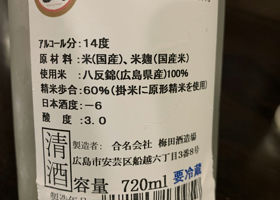 アルコール分：14度
原材料：米(国産)、米麹(国産米)
使用米：八反錦(広島県産)100%
精米歩合：60%(掛米に原形精米を使用)
日本酒度：－6
酸度：3.0
清酒
製造者：合名会社 梅田酒造場
広島市安芸区船越六丁目3番8号
容量 720ml 要冷蔵
製造年月